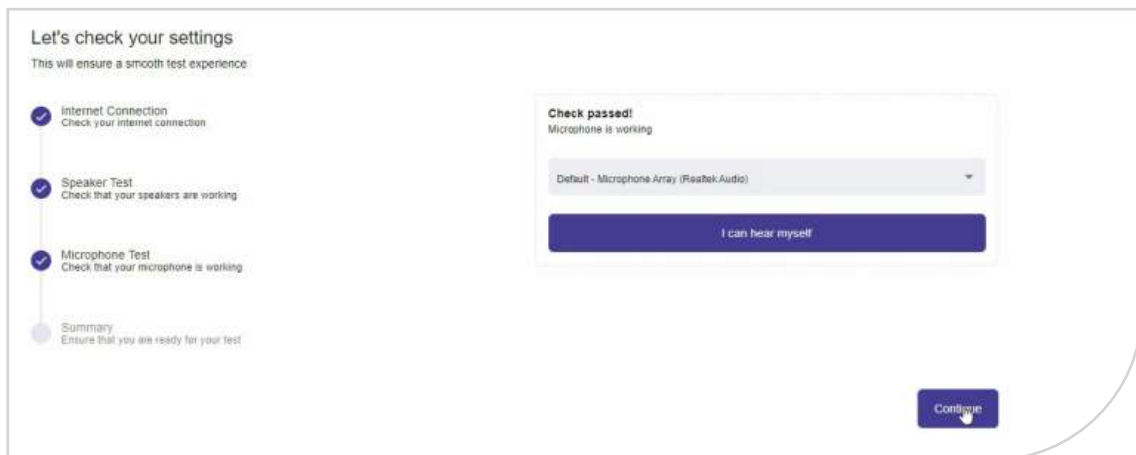 Let's check your settings
This will ensure a smooth test experience
Internet Connection
Check your internet connection
Speaker Test
Check that your speakers are working
Microphone Test
Check that your microphone is working
Summary
Ensure that you are ready for your test
Check passed!
Microphone is working
Default - Microphone Array (Realtek Audio)
I can hear myself
Continue